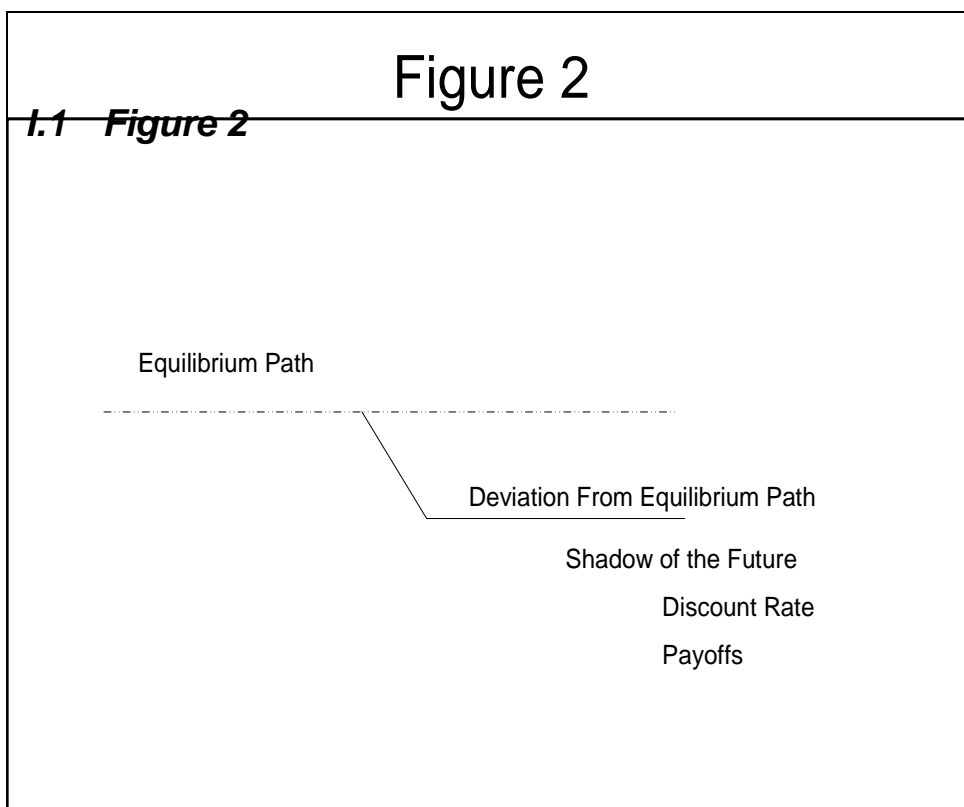 Figure 2
I.1 Figure 2
Equilibrium Path
Deviation From Equilibrium Path
Shadow of the Future
Discount Rate
Payoffs